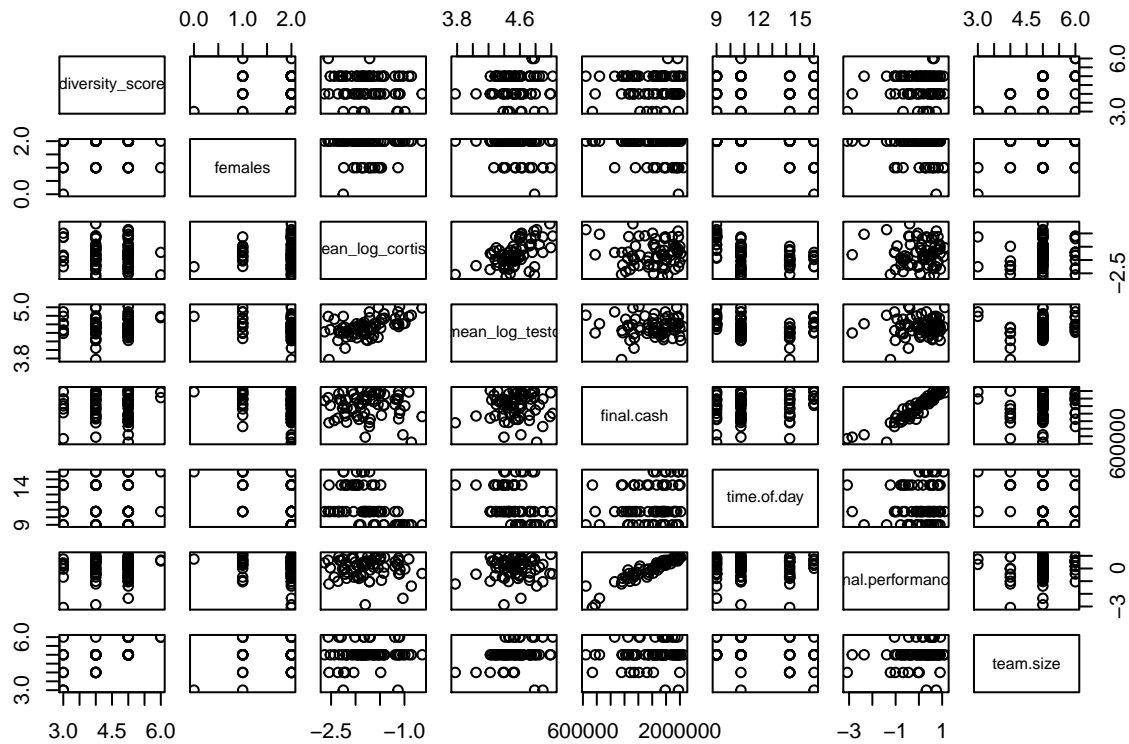 0.0 1.0 2.0 3.8 4.6 9 12 15 3.0 4.5 6.0
diversity_score
3.0 6.0
females
0.0 2.0
ean_log_cortis
−2.5
mean_log_testo
3.8 5.0
final.cash
600000
time.of.day
9 14
nal.performanc
−3 0
team.size
3.0 6.0
3.0 4.5 6.0 −2.5 −1.0 600000 2000000 −3 −1 1